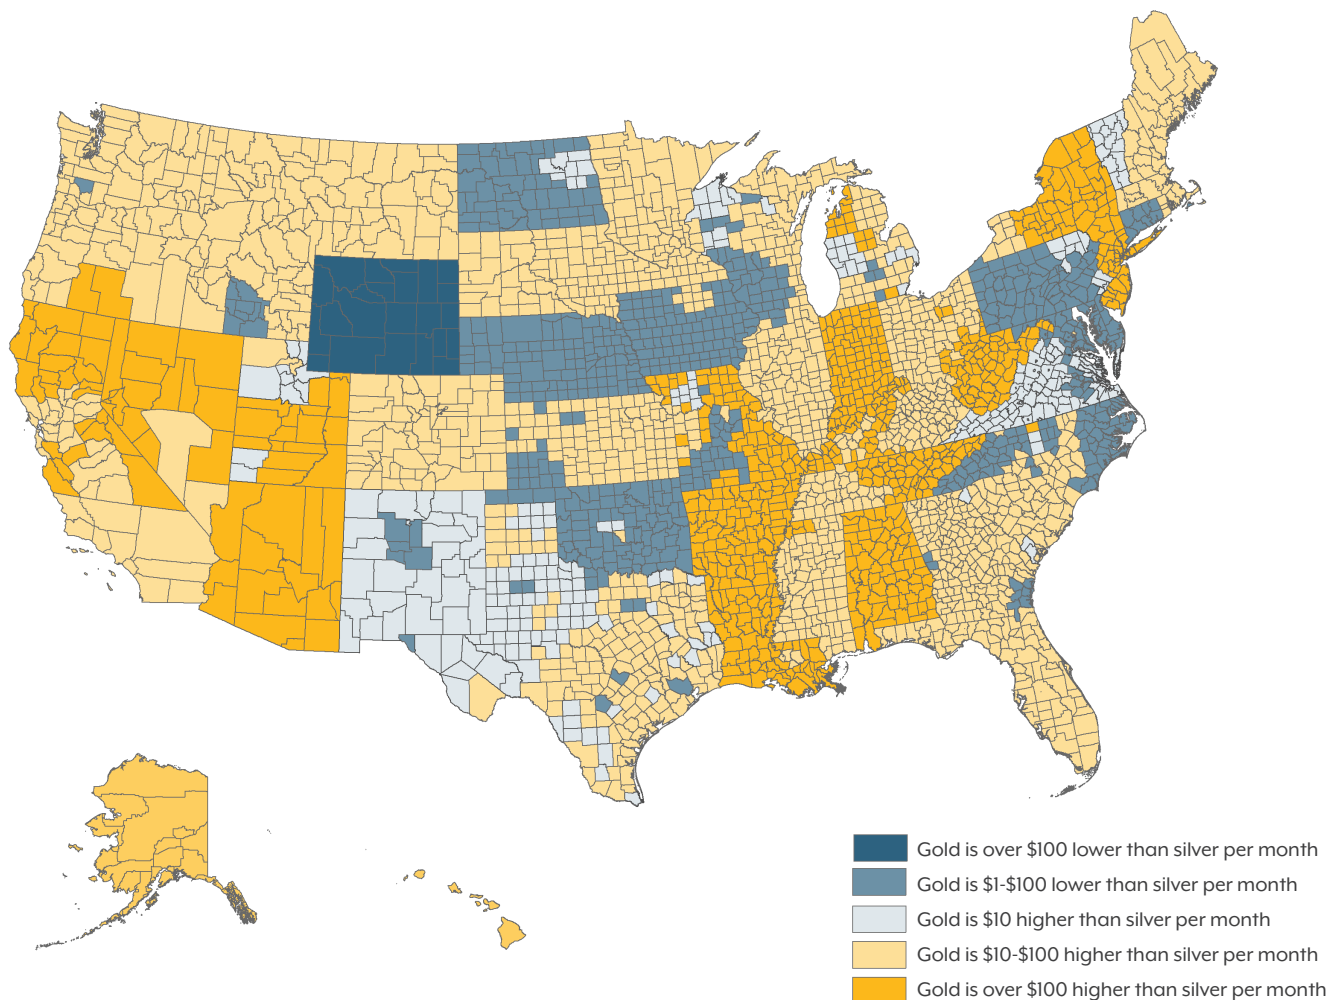 Gold is over $100 lower than silver per month
Gold is $1-$100 lower than silver per month
Gold is $10 higher than silver per month
Gold is $10-$100 higher than silver per month
Gold is over $100 higher than silver per month